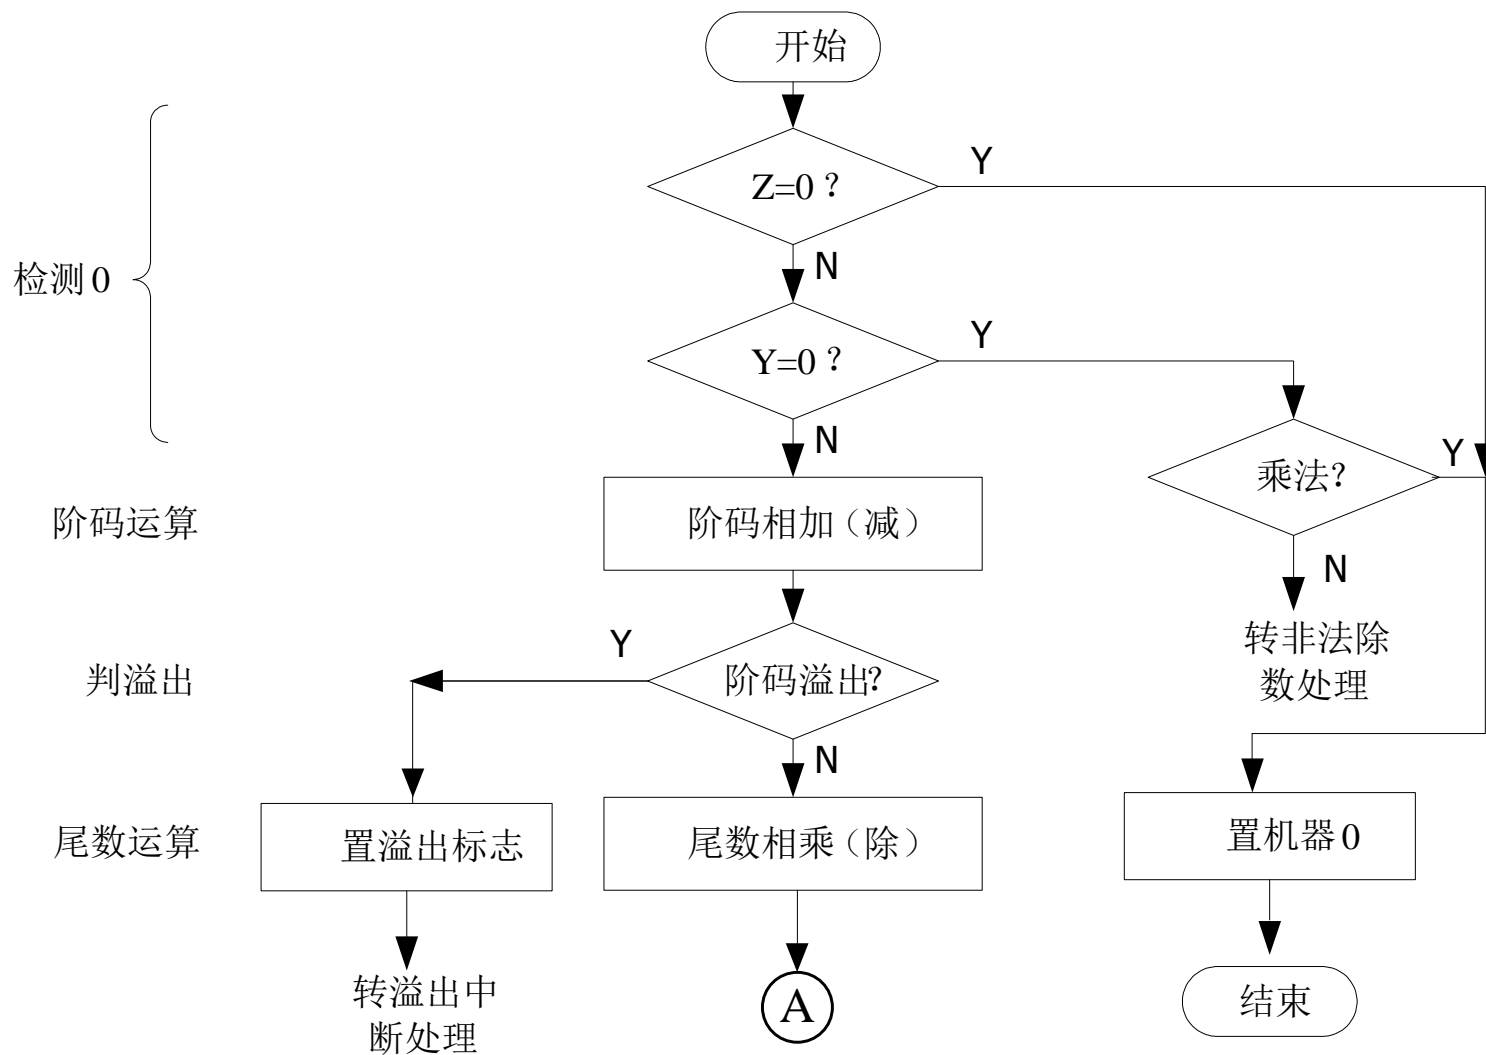 开始
Z=0？
Y
N
检测0
Y=0？
Y
N
乘法?
Y
阶码运算
阶码相加（减）
N
转非法除
数处理
判溢出
Y
阶码溢出?
N
尾数运算
置溢出标志
尾数相乘（除）
置机器0
转溢出中
断处理
A
结束